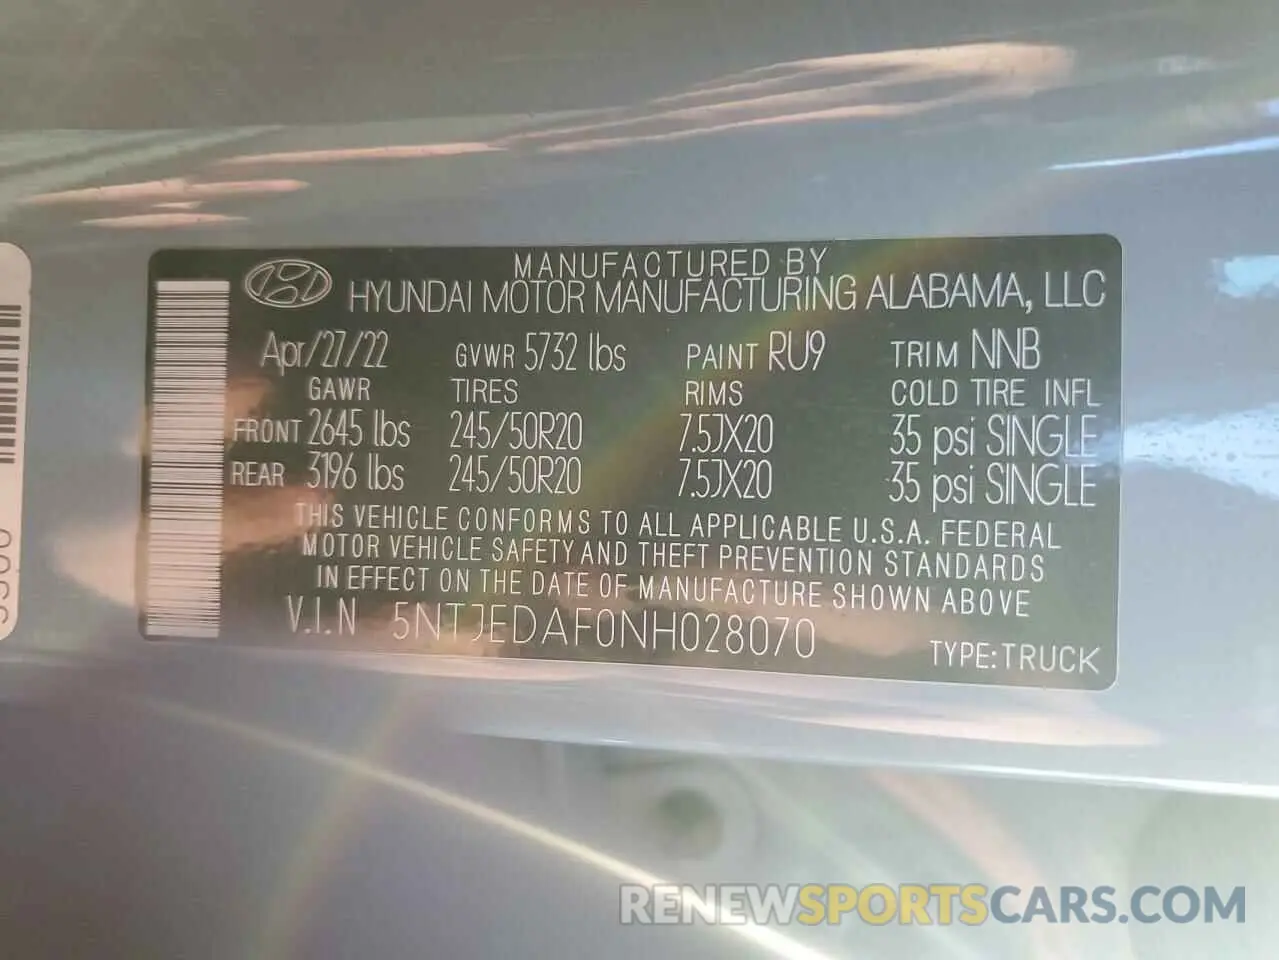 MANUFACTURED BY
HYUNDAI MOTOR MANUFACTURING ALABAMA, LLC
Apr/27/22 GVWR 5732 lbs PAINT RU9 TRIM NNB
GAWR TIRES RIMS COLD TIRE INFL
FRONT 2645 lbs 245/50R20 7.5JX20 35 psi SINGLE
REAR 3196 lbs 245/50R20 7.5JX20 35 psi SINGLE
THIS VEHICLE CONFORMS TO ALL APPLICABLE U.S.A. FEDERAL
MOTOR VEHICLE SAFETY AND THEFT PREVENTION STANDARDS
IN EFFECT ON THE DATE OF MANUFACTURE SHOWN ABOVE
V.I.N 5NTJEDAF0NH028070 TYPE:TRUCK
RENEWSPORTSCARS.COM